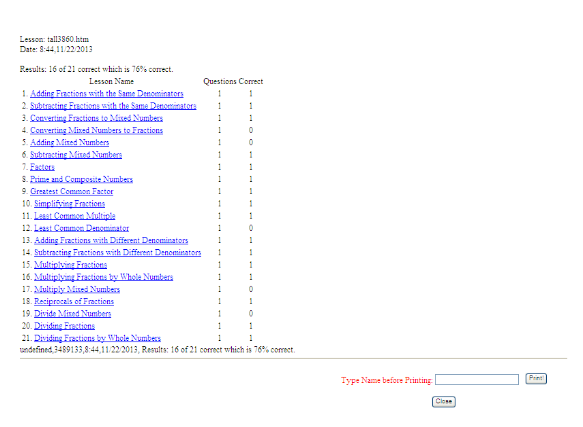 Lesson: tall3860.htm
Date: 8:44,11/22/2013
Results: 16 of 21 correct which is 76% correct.
Lesson Name Questions Correct
1. Adding Fractions with the Same Denominators 1 1
2. Subtracting Fractions with the Same Denominators 1 1
3. Converting Fractions to Mixed Numbers 1 1
4. Converting Mixed Numbers to Fractions 1 0
5. Adding Mixed Numbers 1 0
6. Subtracting Mixed Numbers 1 1
7. Factors 1 1
8. Prime and Composite Numbers 1 1
9. Greatest Common Factor 1 1
10. Simplifying Fractions 1 1
11. Least Common Multiple 1 1
12. Least Common Denominator 1 0
13. Adding Fractions with Different Denominators 1 1
14. Subtracting Fractions with Different Denominators 1 1
15. Multiplying Fractions 1 1
16. Multiplying Fractions by Whole Numbers 1 1
17. Multiply Mixed Numbers 1 0
18. Reciprocals of Fractions 1 1
19. Divide Mixed Numbers 1 0
20. Dividing Fractions 1 1
21. Dividing Fractions by Whole Numbers 1 1
undefined,3489133,8:44,11/22/2013, Results: 16 of 21 correct which is 76% correct.
Type Name before Printing Print!
Close